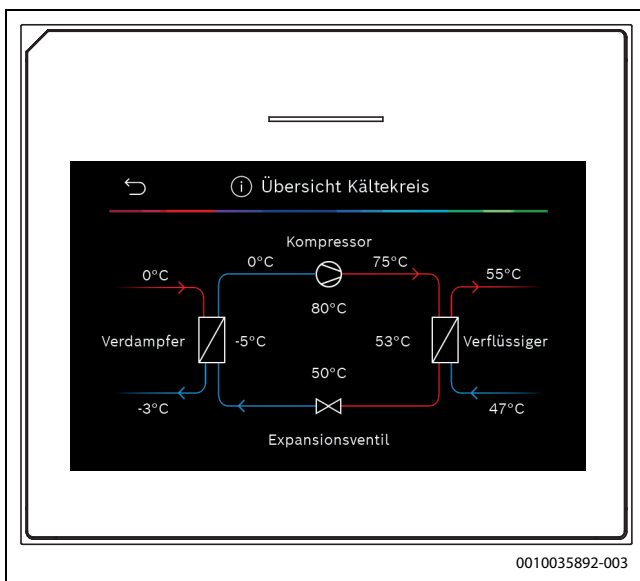 Übersicht Kältekreis
Kompressor
0°C
0°C
75°C
55°C
80°C
Verdampfer
-5°C
53°C
Verflüssiger
50°C
-3°C
47°C
Expansionsventil
0010035892-003